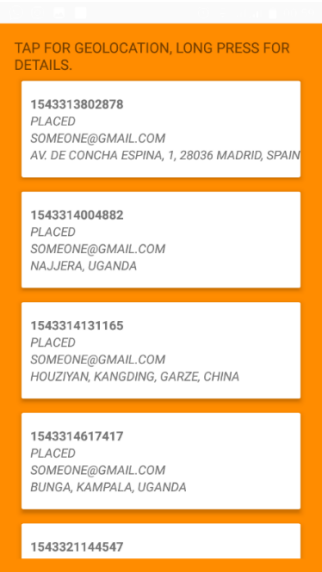 TAP FOR GEOLOCATION, LONG PRESS FOR
DETAILS.
1543313802878
PLACED
SOMEONE@GMAIL.COM
AV. DE CONCHA ESPINA, 1, 28036 MADRID, SPAIN
1543314004882
PLACED
SOMEONE@GMAIL.COM
NAJJERA, UGANDA
1543314131165
PLACED
SOMEONE@GMAIL.COM
HOUZIYAN, KANGDING, GARZE, CHINA
1543314617417
PLACED
SOMEONE@GMAIL.COM
BUNGA, KAMPALA, UGANDA
1543321144547